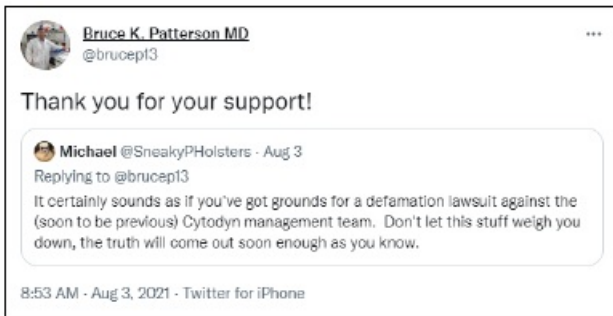 Bruce K. Patterson MD
@brucep13
Thank you for your support!
Michael @SneakyPHolsters · Aug 3
Replying to @brucep13
It certainly sounds as if you've got grounds for a defamation lawsuit against the
(soon to be previous) Cytodyn management team. Don't let this stuff weigh you
down, the truth will come out soon enough as you know.
8:53 AM · Aug 3, 2021 · Twitter for iPhone